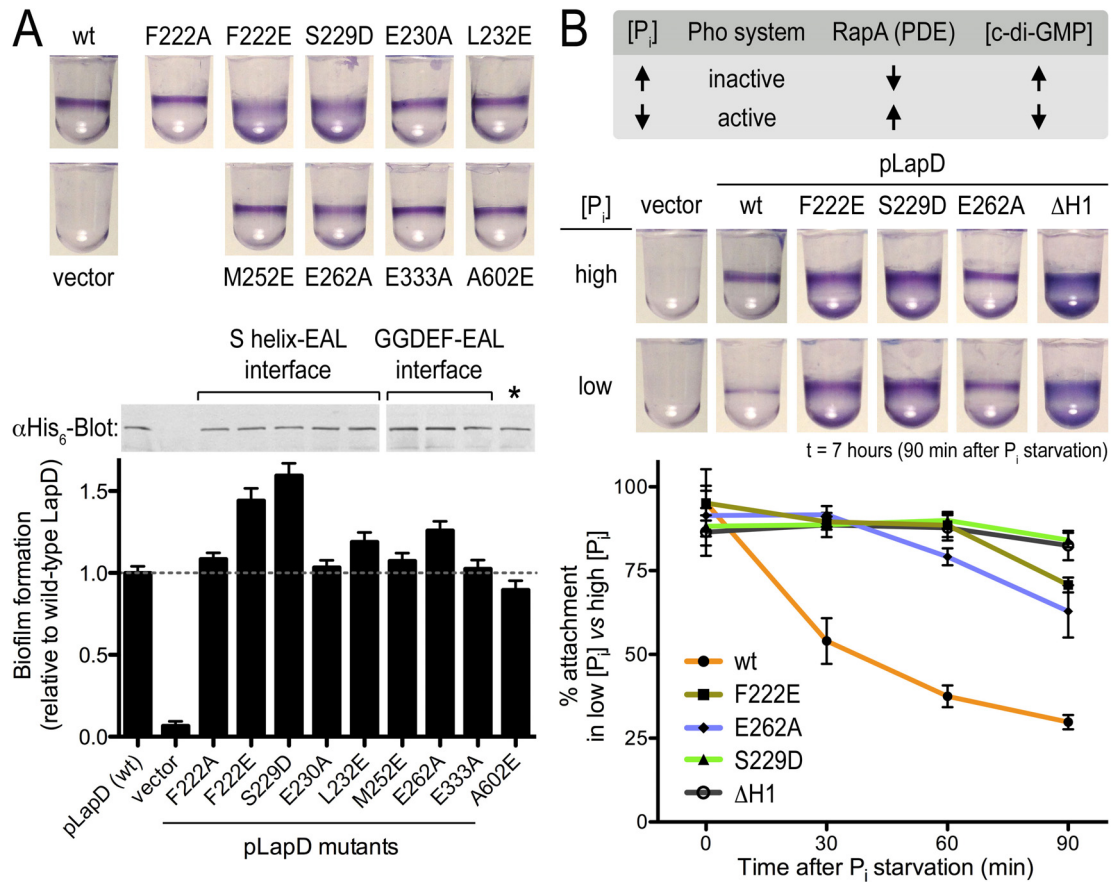 A
wt F222A F222E S229D E230A L232E
vector M252E E262A E333A A602E
S helix-EAL interface
GGDEF-EAL interface
*
αHis6-Blot:
Biofilm formation
(relative to wild-type LapD)
1.5
1.0
0.5
0.0
pLapD (wt)
vector
F222A
F222E
S229D
E230A
L232E
M252E
E262A
E333A
A602E
pLapD mutants
B
[Pi] Pho system RapA (PDE) [c-di-GMP]
↑ inactive ↓ ↑
↓ active ↑ ↓
pLapD
[Pi] vector wt F222E S229D E262A ΔH1
high
low
t = 7 hours (90 min after Pi starvation)
% attachment
in low [Pi] vs high [Pi]
100
75
50
25
0
wt
F222E
E262A
S229D
ΔH1
0 30 60 90
Time after Pi starvation (min)